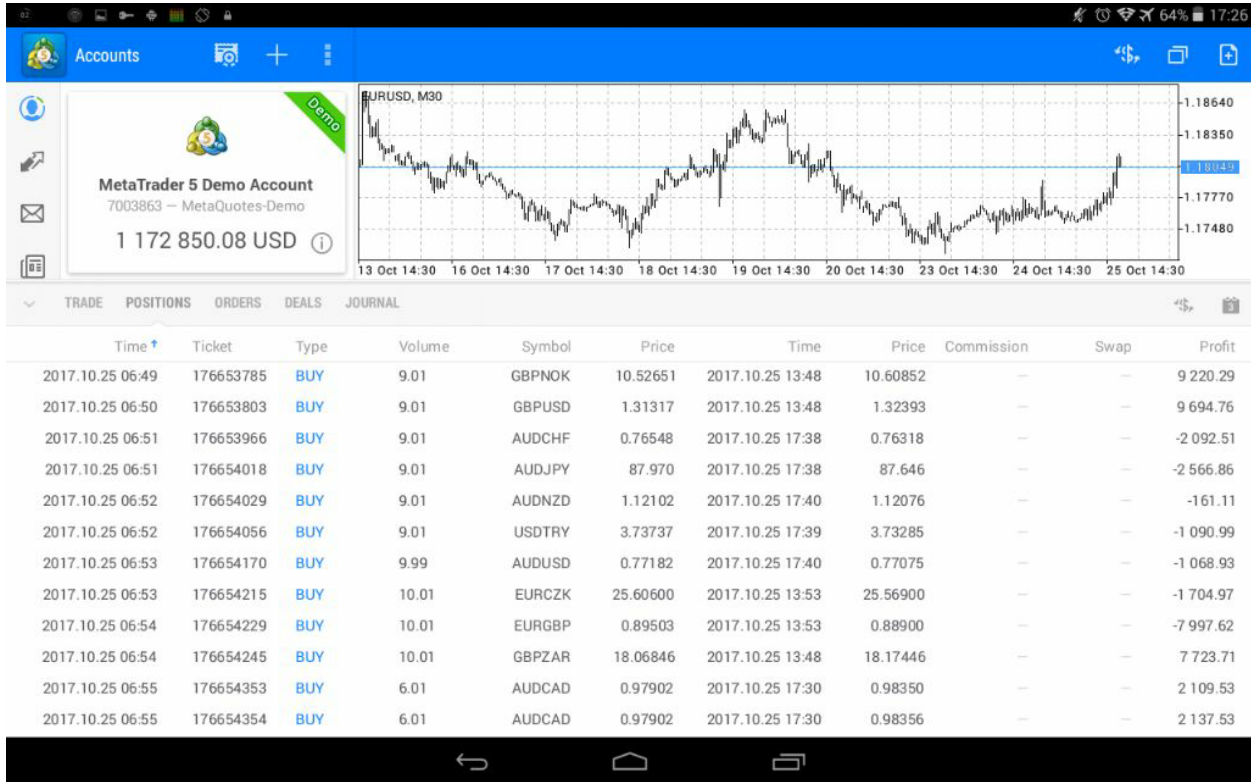 64% 17:26
Accounts
Demo
MetaTrader 5 Demo Account
7003863 — MetaQuotes-Demo
1 172 850.08 USD
EURUSD, M30
1.18640
1.18350
1.18049
1.17770
1.17480
13 Oct 14:30 16 Oct 14:30 17 Oct 14:30 18 Oct 14:30 19 Oct 14:30 20 Oct 14:30 23 Oct 14:30 24 Oct 14:30 25 Oct 14:30
TRADE POSITIONS ORDERS DEALS JOURNAL
Time Ticket Type Volume Symbol Price Time Price Commission Swap Profit
2017.10.25 06:49 176653785 BUY 9.01 GBPNOK 10.52651 2017.10.25 13:48 10.60852 — — 9 220.29
2017.10.25 06:50 176653803 BUY 9.01 GBPUSD 1.31317 2017.10.25 13:48 1.32393 — — 9 694.76
2017.10.25 06:51 176653966 BUY 9.01 AUDCHF 0.76548 2017.10.25 17:38 0.76318 — — -2 092.51
2017.10.25 06:51 176654018 BUY 9.01 AUDJPY 87.970 2017.10.25 17:38 87.646 — — -2 566.86
2017.10.25 06:52 176654029 BUY 9.01 AUDNZD 1.12102 2017.10.25 17:40 1.12076 — — -161.11
2017.10.25 06:52 176654056 BUY 9.01 USDTRY 3.73737 2017.10.25 17:39 3.73285 — — -1 090.99
2017.10.25 06:53 176654170 BUY 9.99 AUDUSD 0.77182 2017.10.25 17:40 0.77075 — — -1 068.93
2017.10.25 06:53 176654215 BUY 10.01 EURCZK 25.60600 2017.10.25 13:53 25.56900 — — -1 704.97
2017.10.25 06:54 176654229 BUY 10.01 EURGBP 0.89503 2017.10.25 13:53 0.88900 — — -7 997.62
2017.10.25 06:54 176654245 BUY 10.01 GBPZAR 18.06846 2017.10.25 13:48 18.17446 — — 7 723.71
2017.10.25 06:55 176654353 BUY 6.01 AUDCAD 0.97902 2017.10.25 17:30 0.98350 — — 2 109.53
2017.10.25 06:55 176654354 BUY 6.01 AUDCAD 0.97902 2017.10.25 17:30 0.98356 — — 2 137.53